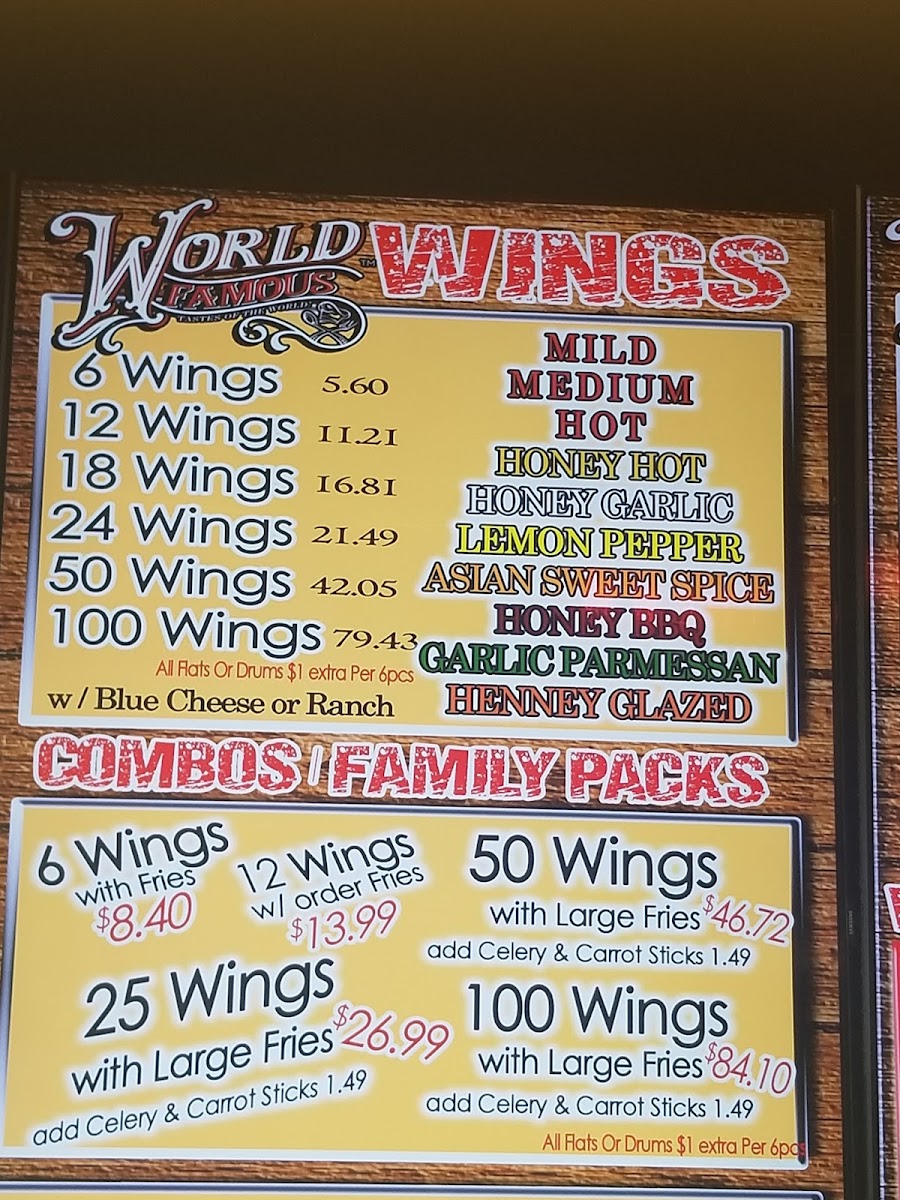 WORLD
FAMOUS
TASTES OF THE WORLD
TM
WINGS
6 Wings 5.60
12 Wings 11.21
18 Wings 16.81
24 Wings 21.49
50 Wings 42.05
100 Wings 79.43
All Flats Or Drums $1 extra Per 6pcs
w / Blue Cheese or Ranch
MILD
MEDIUM
HOT
HONEY HOT
HONEY GARLIC
LEMON PEPPER
ASIAN SWEET SPICE
HONEY BBQ
GARLIC PARMESSAN
HENNEY GLAZED
COMBOS / FAMILY PACKS
6 Wings
with Fries
$8.40
12 Wings
w/ order Fries
$13.99
50 Wings
with Large Fries $46.72
add Celery & Carrot Sticks 1.49
25 Wings
with Large Fries $26.99
add Celery & Carrot Sticks 1.49
100 Wings
with Large Fries $84.10
add Celery & Carrot Sticks 1.49
All Flats Or Drums $1 extra Per 6pcs
SAMSUNG